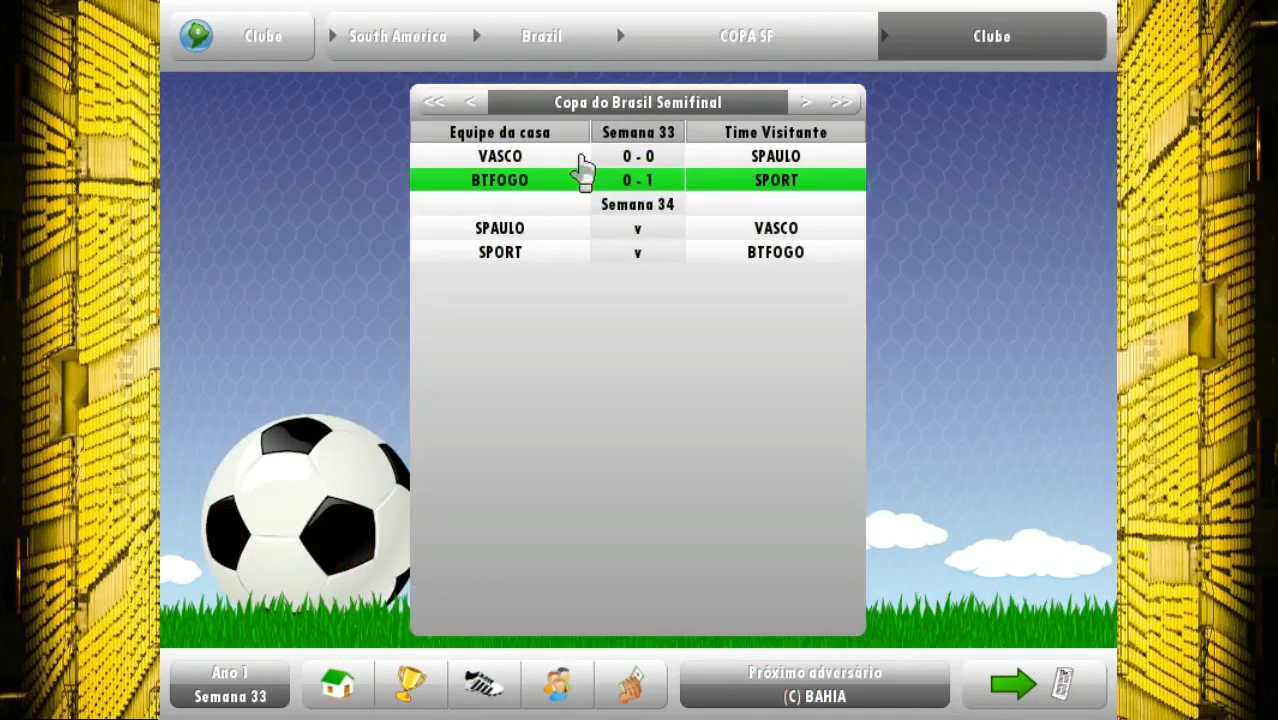 Clube South America Brazil COPA SF Clube
<< < Copa do Brasil Semifinal > >>
Equipe da casa Semana 33 Time Visitante
VASCO 0 - 0 SPAULO
BTFOGO 0 - 1 SPORT
Semana 34
SPAULO v VASCO
SPORT v BTFOGO
Ano 1
Semana 33
Próximo adversário
(C) BAHIA